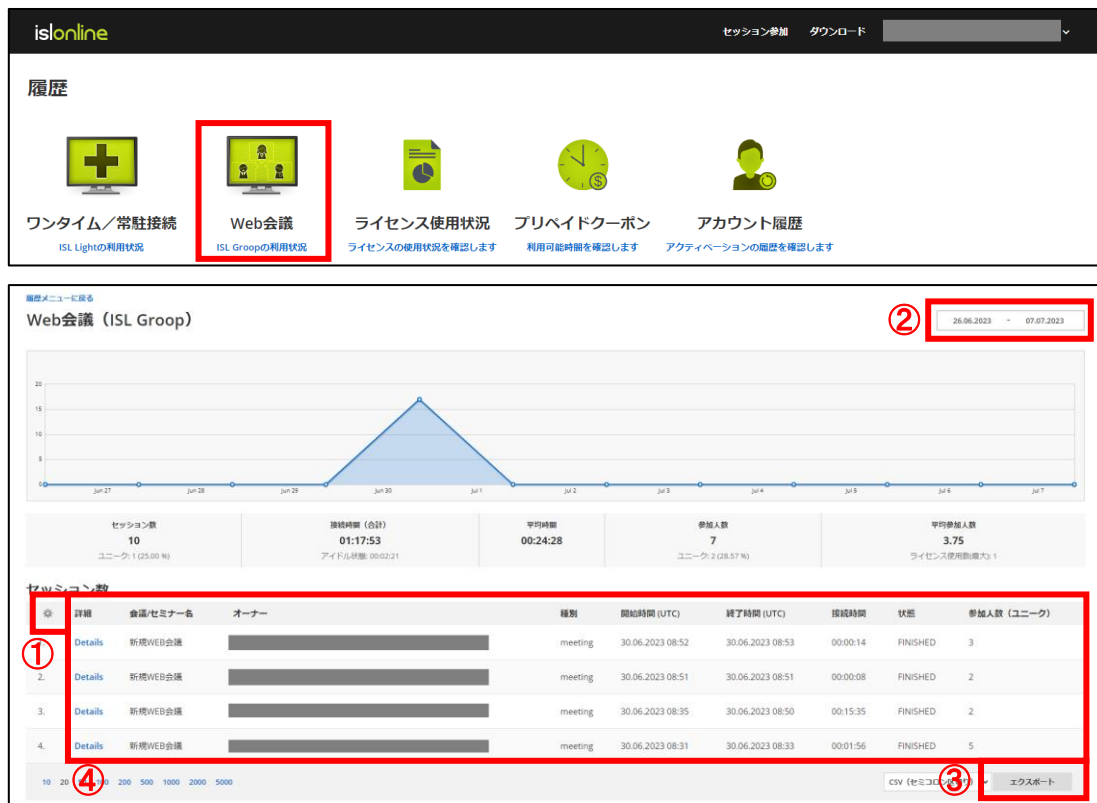 islonline
セッション参加 ダウンロード
履歴
ワンタイム／常駐接続 Web会議 ライセンス使用状況 プリペイドクーポン アカウント履歴
ISL Lightの利用状況 ISL Groopの利用状況 ライセンスの使用状況を確認します 利用可能時間を確認します アクティベーションの履歴を確認します
履歴メニューに戻る
Web会議（ISL Groop）
② 26.06.2023 - 07.07.2023
20
15
10
5
0
Jun 27 Jun 28 Jun 29 Jun 30 Jul 1 Jul 2 Jul 3 Jul 4 Jul 5 Jul 6 Jul 7
セッション数 接続時間（合計） 平均時間 参加人数 平均参加人数
10 01:17:53 00:24:28 7 3.75
ユニーク: 1 (25.00 %) アイドル状態: 00:02:21 ユニーク: 2 (28.57 %) ライセンス使用数(最大): 1
セッション数
詳細 会議/セミナー名 オーナー 種別 開始時間 (UTC) 終了時間 (UTC) 接続時間 状態 参加人数（ユニーク）
① Details 新規WEB会議 meeting 30.06.2023 08:52 30.06.2023 08:53 00:00:14 FINISHED 3
2. Details 新規WEB会議 meeting 30.06.2023 08:51 30.06.2023 08:51 00:00:08 FINISHED 2
3. Details 新規WEB会議 meeting 30.06.2023 08:35 30.06.2023 08:50 00:15:35 FINISHED 2
4. Details 新規WEB会議 meeting 30.06.2023 08:31 30.06.2023 08:33 00:01:56 FINISHED 5
10 20 ④ 200 500 1000 2000 5000 CSV（セミコロン区切り） ③ エクスポート